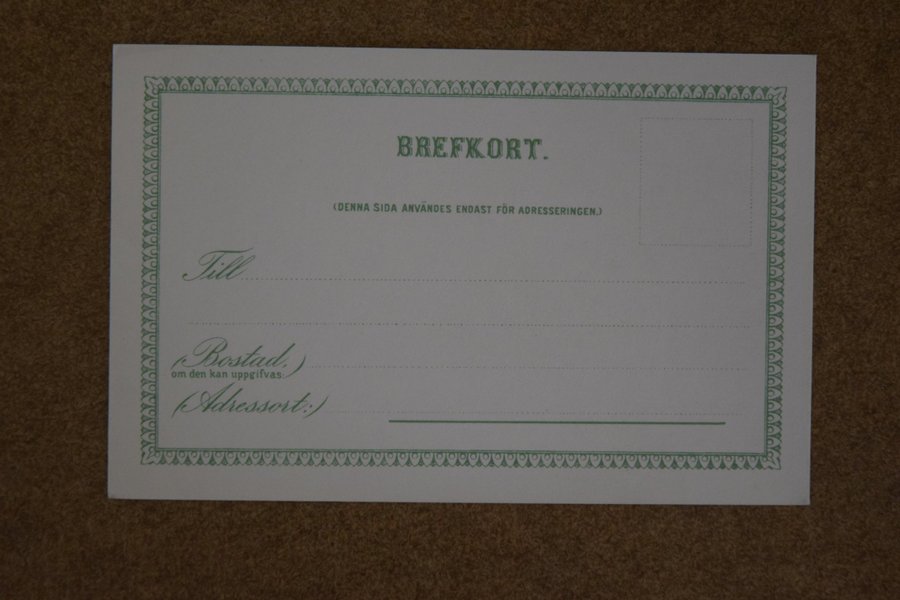 BREFKORT.
(DENNA SIDA ANVÄNDES ENDAST FÖR ADRESSERINGEN.)
Till
(Bostad,)
om den kan uppgifvas:
(Adressort:)